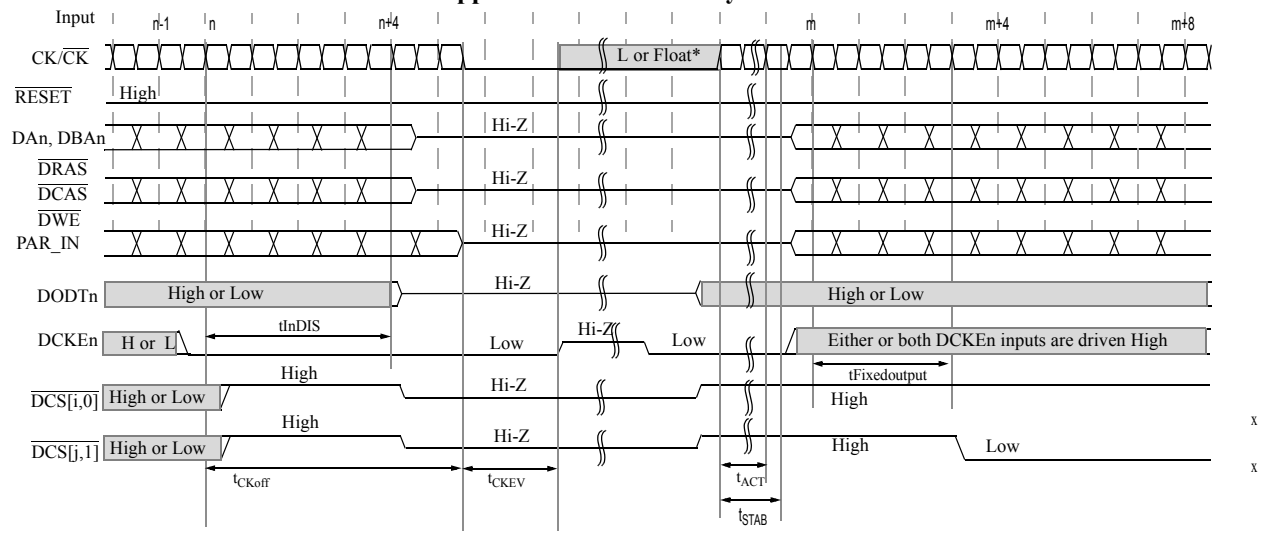 Input n-1 n n+4 m m+4 m+8
CK/CK L or Float*
RESET High
DAn, DBAn Hi-Z
DRAS
DCAS Hi-Z
DWE
PAR_IN Hi-Z
DODTn High or Low Hi-Z High or Low
tInDIS
DCKEn H or L Low Hi-Z Low Either or both DCKEn inputs are driven High
tFixedoutput
DCS[i,0] High or Low High Hi-Z High
x
DCS[j,1] High or Low High Hi-Z High Low
x
tCKoff tCKEV tACT
tSTAB